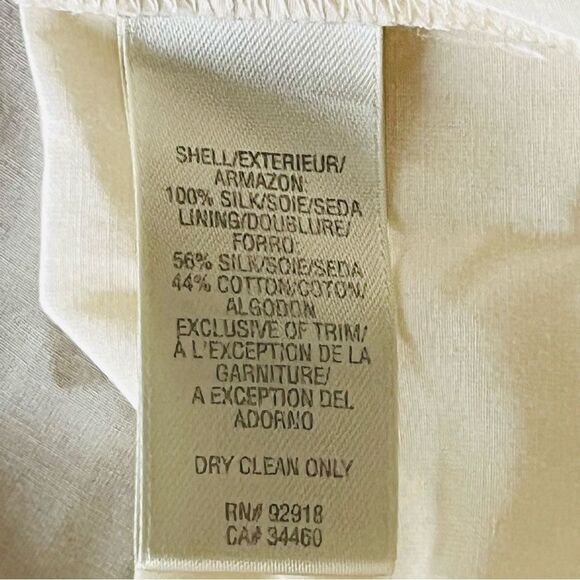 SHELL/EXTERIEUR/
ARMAZON:
100% SILK/SOIE/SEDA
LINING/DOUBLURE/
FORRO:
56% SILK/SOIE/SEDA
44% COTTON/COTON/
ALGODON
EXCLUSIVE OF TRIM/
À L'EXCEPTION DE LA
GARNITURE/
A EXCEPTION DEL
ADORNO
DRY CLEAN ONLY
RN# 92918
CA# 34460